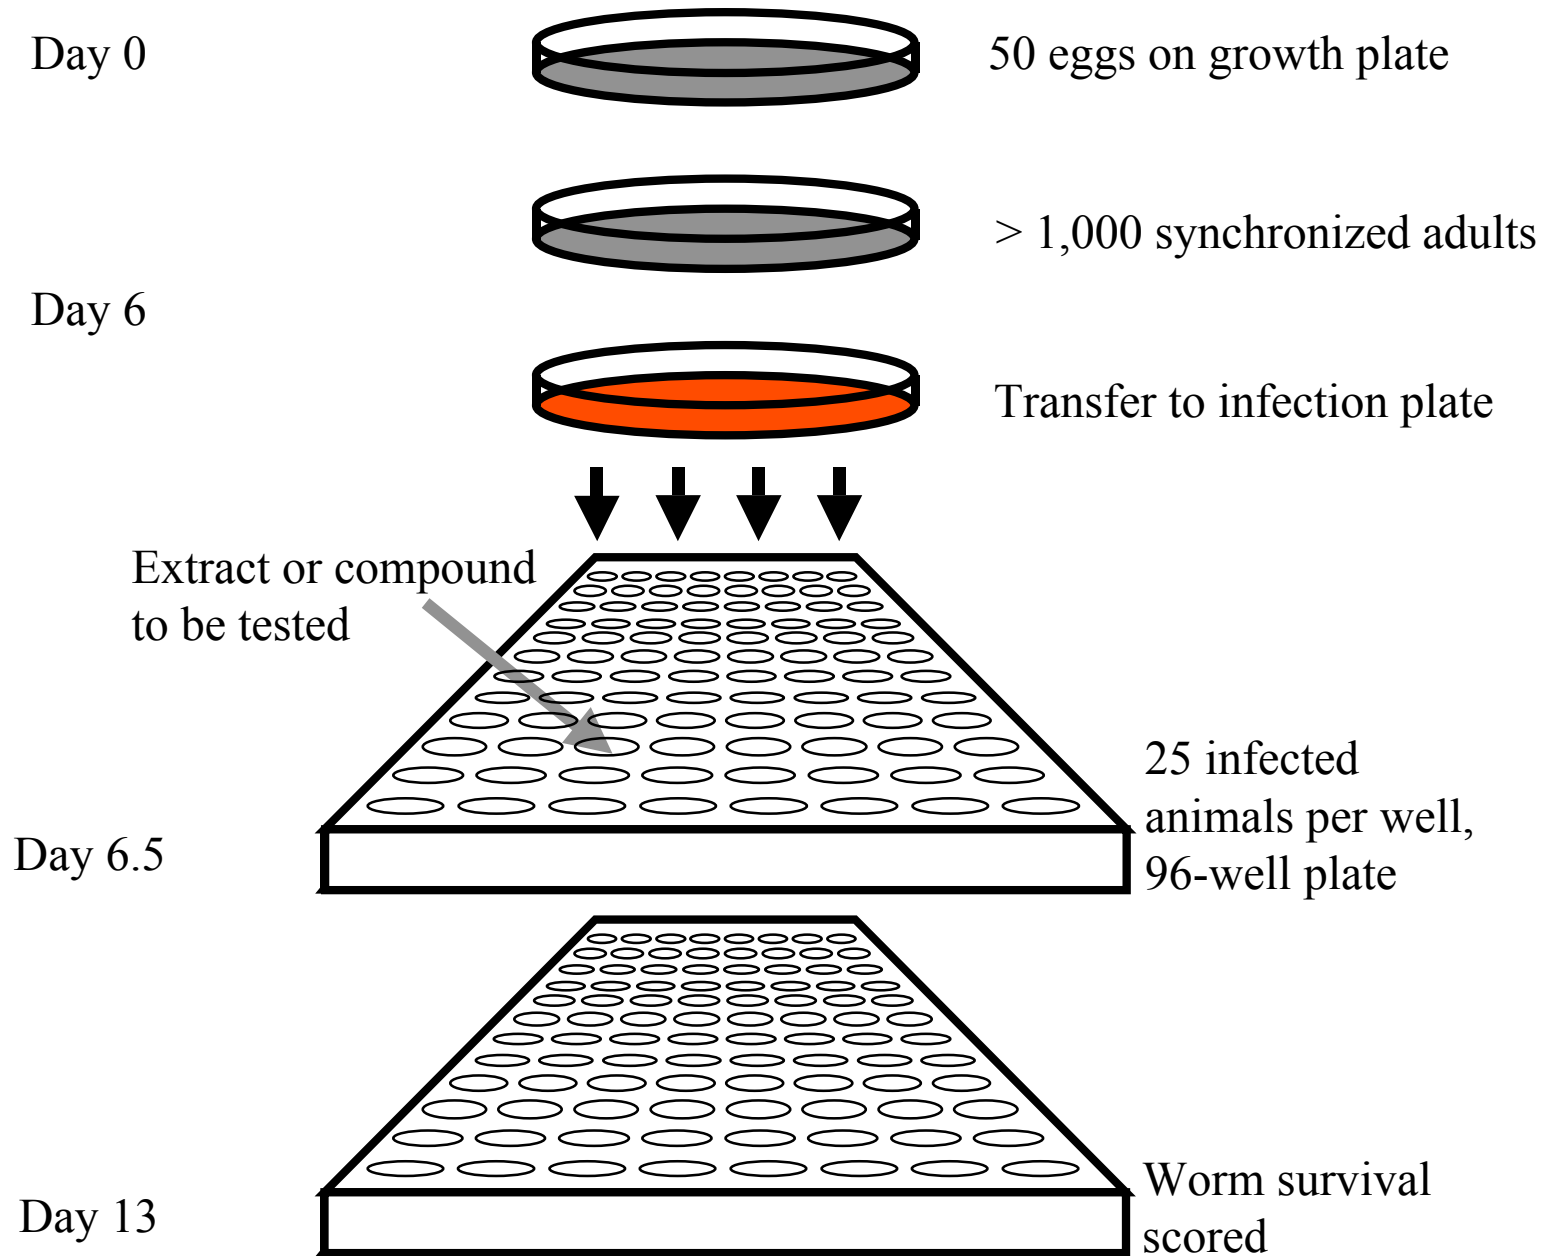 Day 0
50 eggs on growth plate
> 1,000 synchronized adults
Day 6
Transfer to infection plate
Extract or compound
to be tested
25 infected
animals per well,
96-well plate
Day 6.5
Worm survival
scored
Day 13